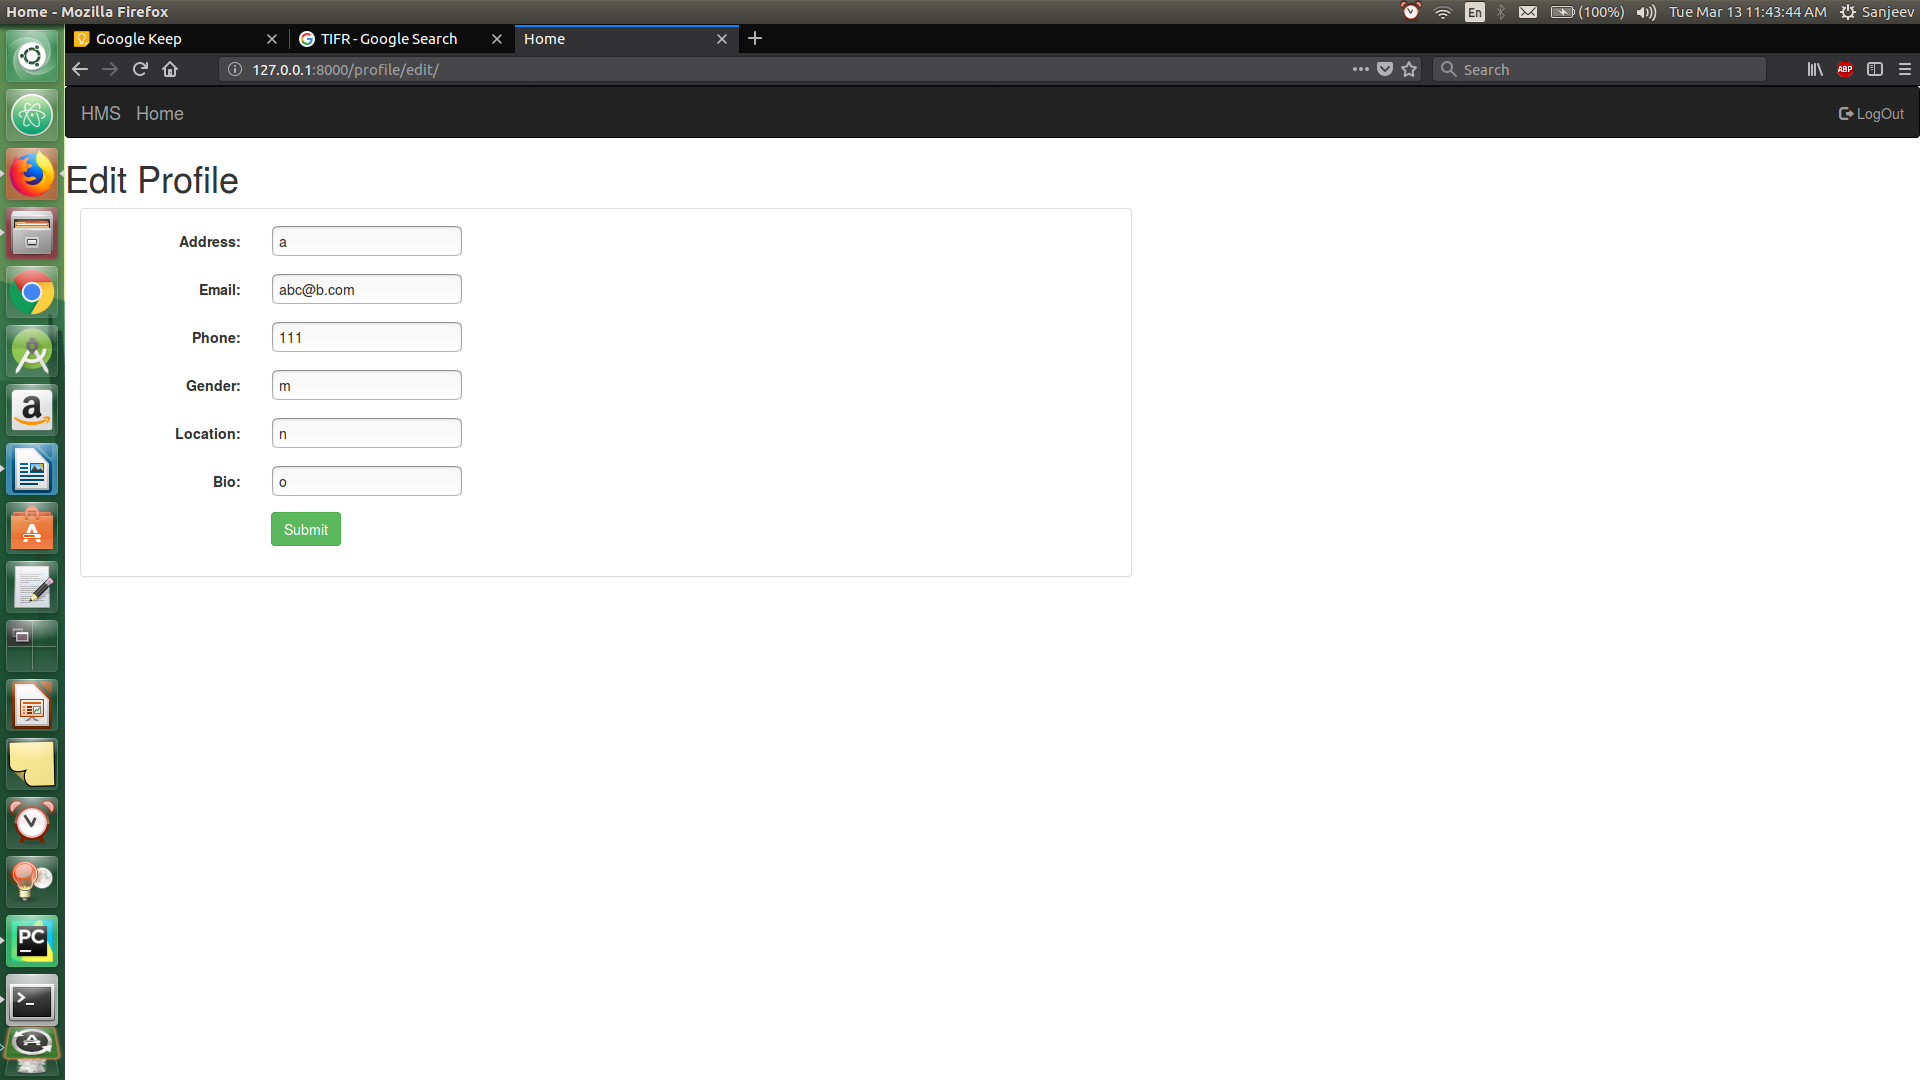 Home - Mozilla Firefox
En
(100%)
Tue Mar 13 11:43:44 AM
Sanjeev
Google Keep
TIFR - Google Search
Home
127.0.0.1:8000/profile/edit/
Search
ABP
HMS Home
LogOut
Edit Profile
Address: a
Email: abc@b.com
Phone: 111
Gender: m
Location: n
Bio: o
Submit
a
A
PC
>_
A